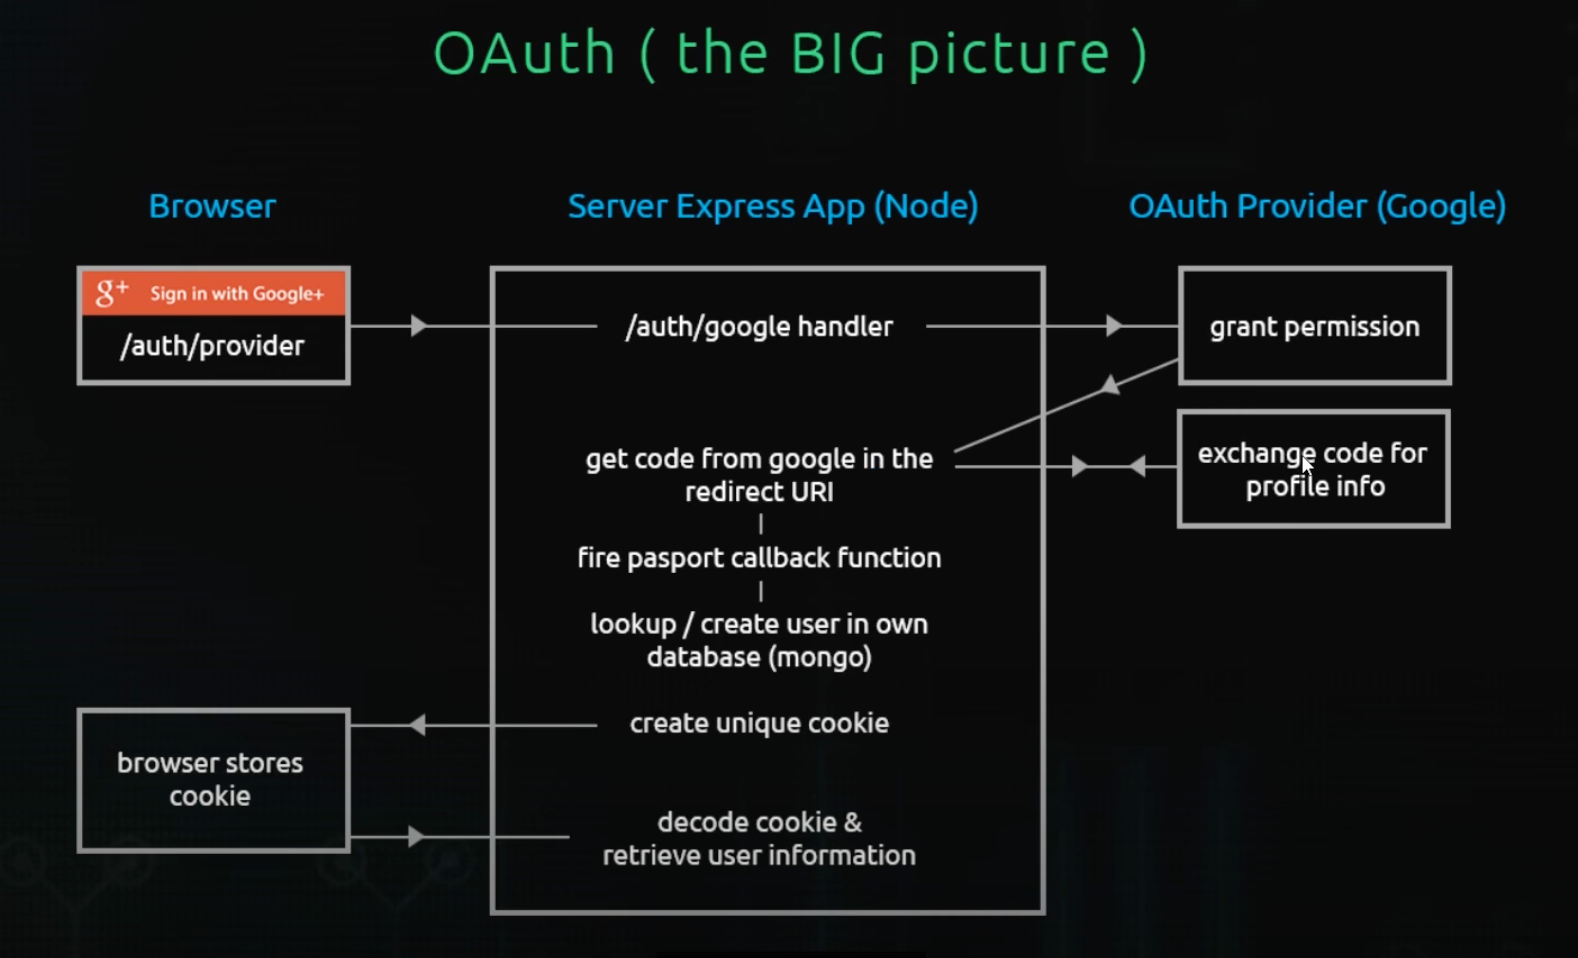 OAuth ( the BIG picture )
Browser
Server Express App (Node)
OAuth Provider (Google)
g+ Sign in with Google+
/auth/provider
/auth/google handler
grant permission
get code from google in the
redirect URI
exchange code for
profile info
fire pasport callback function
lookup / create user in own
database (mongo)
create unique cookie
browser stores
cookie
decode cookie &
retrieve user information